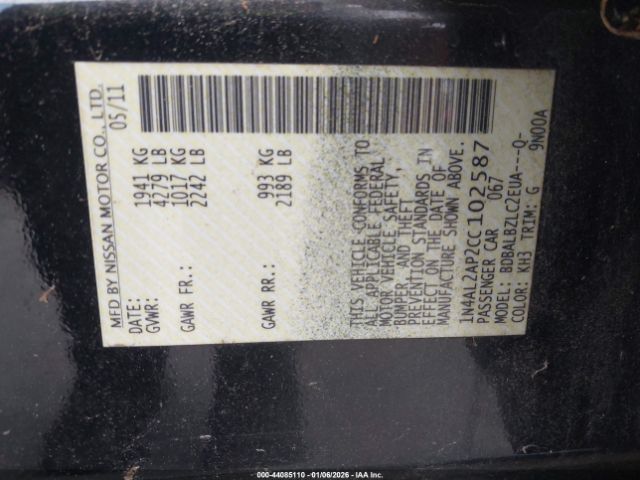 MFD BY NISSAN MOTOR CO., LTD.
DATE: 05/11
GVWR: 1941 KG
4279 LB
GAWR FR.: 1017 KG
2242 LB
GAWR RR.: 993 KG
2189 LB
THIS VEHICLE CONFORMS TO
ALL APPLICABLE FEDERAL
MOTOR VEHICLE SAFETY,
BUMPER, AND THEFT
PREVENTION STANDARDS IN
EFFECT ON THE DATE OF
MANUFACTURE SHOWN ABOVE.
1N4AL2AP2CC102587
PASSENGER CAR 067
MODEL: BDBALBZLC2EUA---Q-
COLOR: KH3 TRIM: G 9N00A
000-44085110 - 01/06/2026 - IAA Inc.